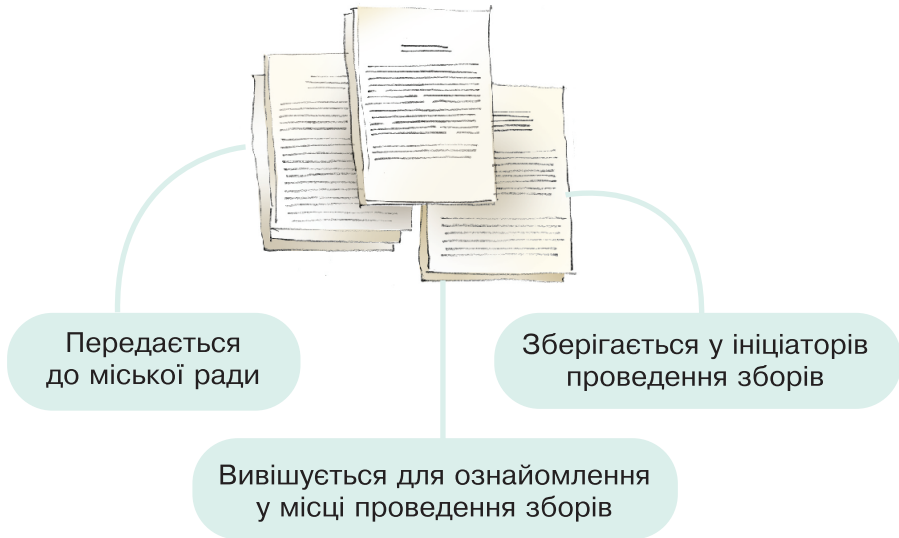 Передається
до міської ради
Зберігається у ініціаторів
проведення зборів
Вивішується для ознайомлення
у місці проведення зборів